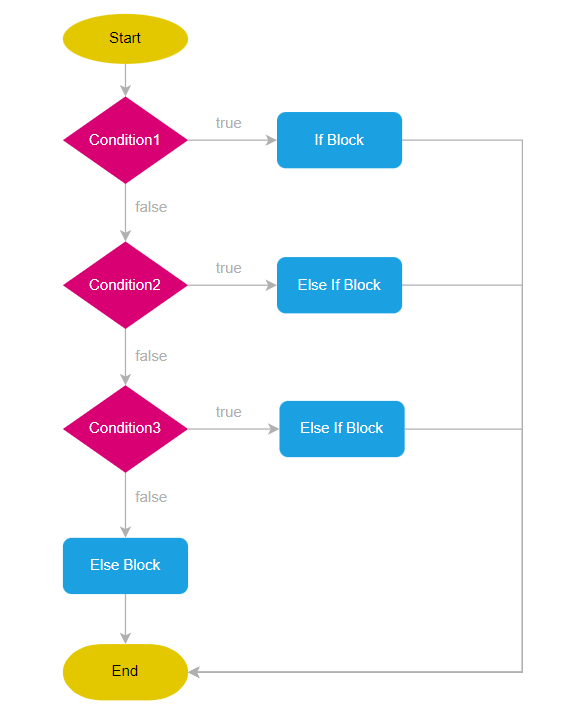 Start
Condition1
true
If Block
false
Condition2
true
Else If Block
false
Condition3
true
Else If Block
false
Else Block
End